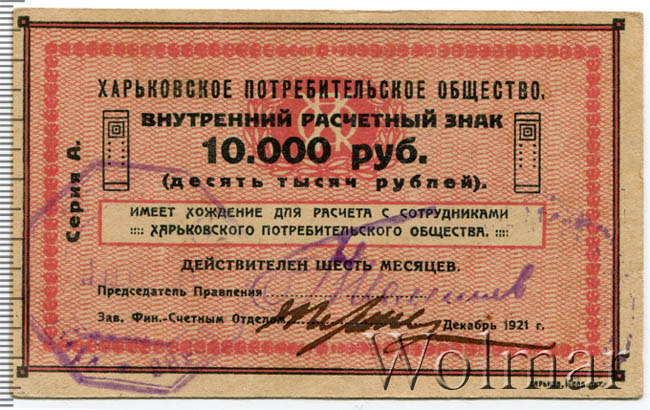 ХАРЬКОВСКОЕ ПОТРЕБИТЕЛЬСКОЕ ОБЩЕСТВО.
ВНУТРЕННИЙ РАСЧЕТНЫЙ ЗНАК
10.000 РУБ.
(десять тысяч рублей).
Серия А.
ИМЕЕТ ХОЖДЕНИЕ ДЛЯ РАСЧЕТА С СОТРУДНИКАМИ
:::: ХАРЬКОВСКОГО ПОТРЕБИТЕЛЬСКОГО ОБЩЕСТВА. ::::
ДЕЙСТВИТЕЛЕН ШЕСТЬ МЕСЯЦЕВ.
Председатель Правления
Зав. Фин.-Счетным Отделом
Декабрь 1921 г.
Wolmar